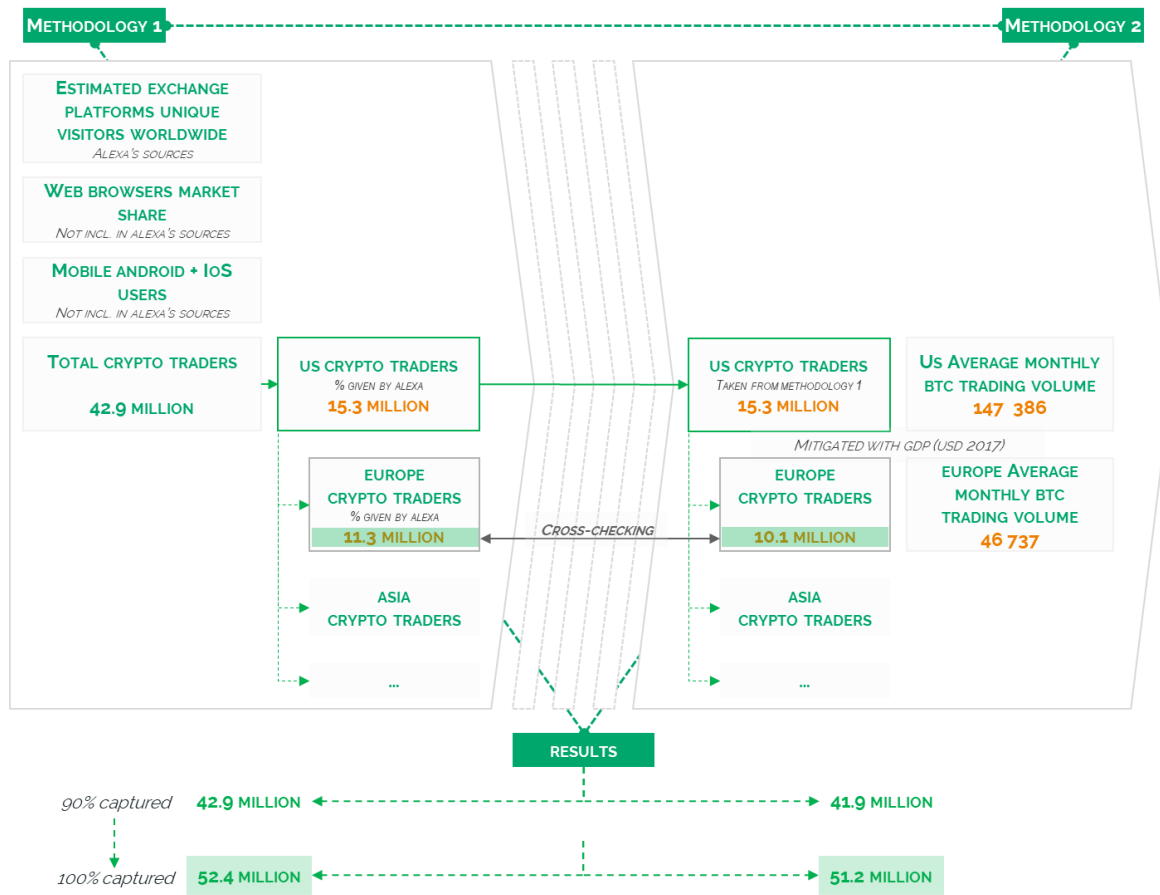 Methodology 1
Methodology 2
Estimated exchange
platforms unique
visitors worldwide
Alexa's sources
Web browsers market
share
Not incl. in alexa's sources
Mobile android + IoS
users
Not incl. in alexa's sources
Total crypto traders
42.9 million
US crypto traders
% given by alexa
15.3 million
US crypto traders
Taken from methodology 1
15.3 million
Us Average monthly
btc trading volume
147 386
Mitigated with gdp (usd 2017)
europe
crypto traders
% given by alexa
11.3 million
Cross-checking
europe
crypto traders
10.1 million
europe Average
monthly btc
trading volume
46 737
asia
crypto traders
...
asia
crypto traders
...
results
90% captured
42.9 million
41.9 million
100% captured
52.4 million
51.2 million